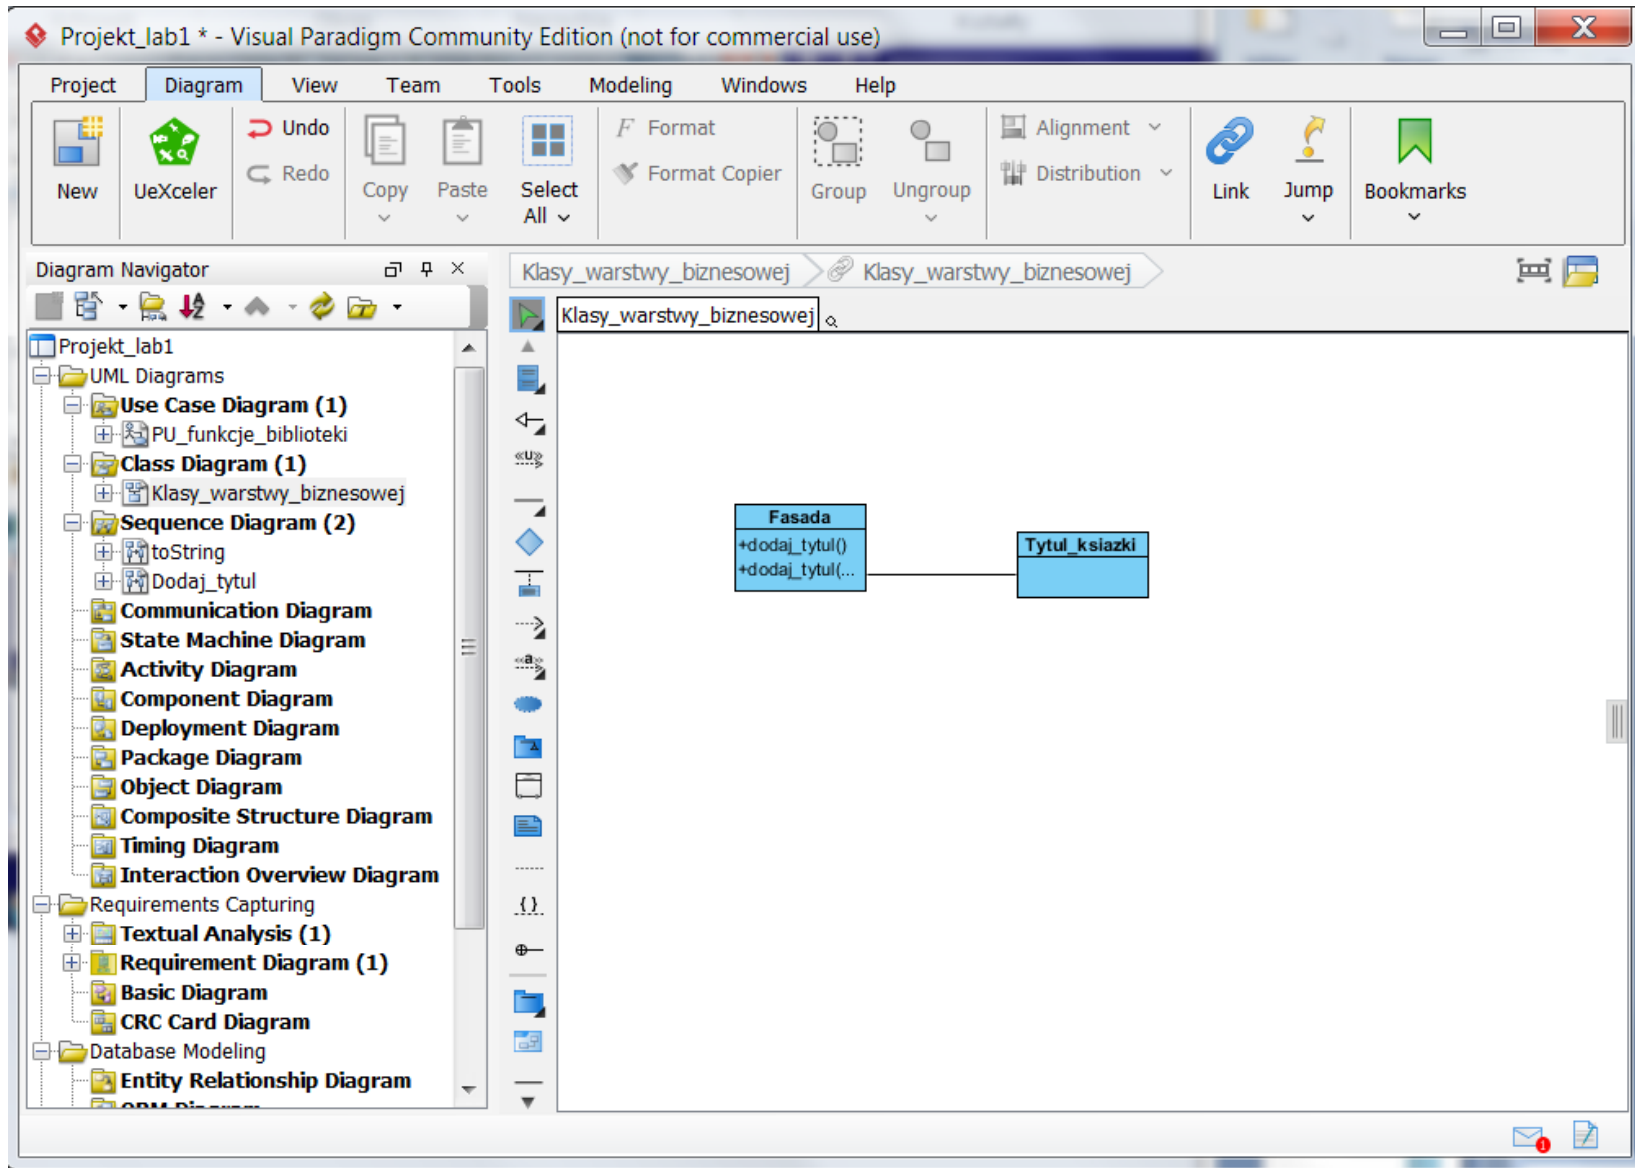 Projekt_lab1 * - Visual Paradigm Community Edition (not for commercial use)
Project Diagram View Team Tools Modeling Windows Help
New
UeXceler
Undo
Redo
Copy
Paste
Select
All
F Format
Format Copier
Group
Ungroup
Alignment
Distribution
Link
Jump
Bookmarks
Diagram Navigator
Projekt_lab1
UML Diagrams
Use Case Diagram (1)
PU_funkcje_biblioteki
Class Diagram (1)
Klasy_warstwy_biznesowej
Sequence Diagram (2)
toString
Dodaj_tytul
Communication Diagram
State Machine Diagram
Activity Diagram
Component Diagram
Deployment Diagram
Package Diagram
Object Diagram
Composite Structure Diagram
Timing Diagram
Interaction Overview Diagram
Requirements Capturing
Textual Analysis (1)
Requirement Diagram (1)
Basic Diagram
CRC Card Diagram
Database Modeling
Entity Relationship Diagram
ORM Diagram
Klasy_warstwy_biznesowej Klasy_warstwy_biznesowej
Klasy_warstwy_biznesowej
«U»
«a»
{ }
Fasada
+dodaj_tytul()
+dodaj_tytul(...
Tytul_ksiazki
1